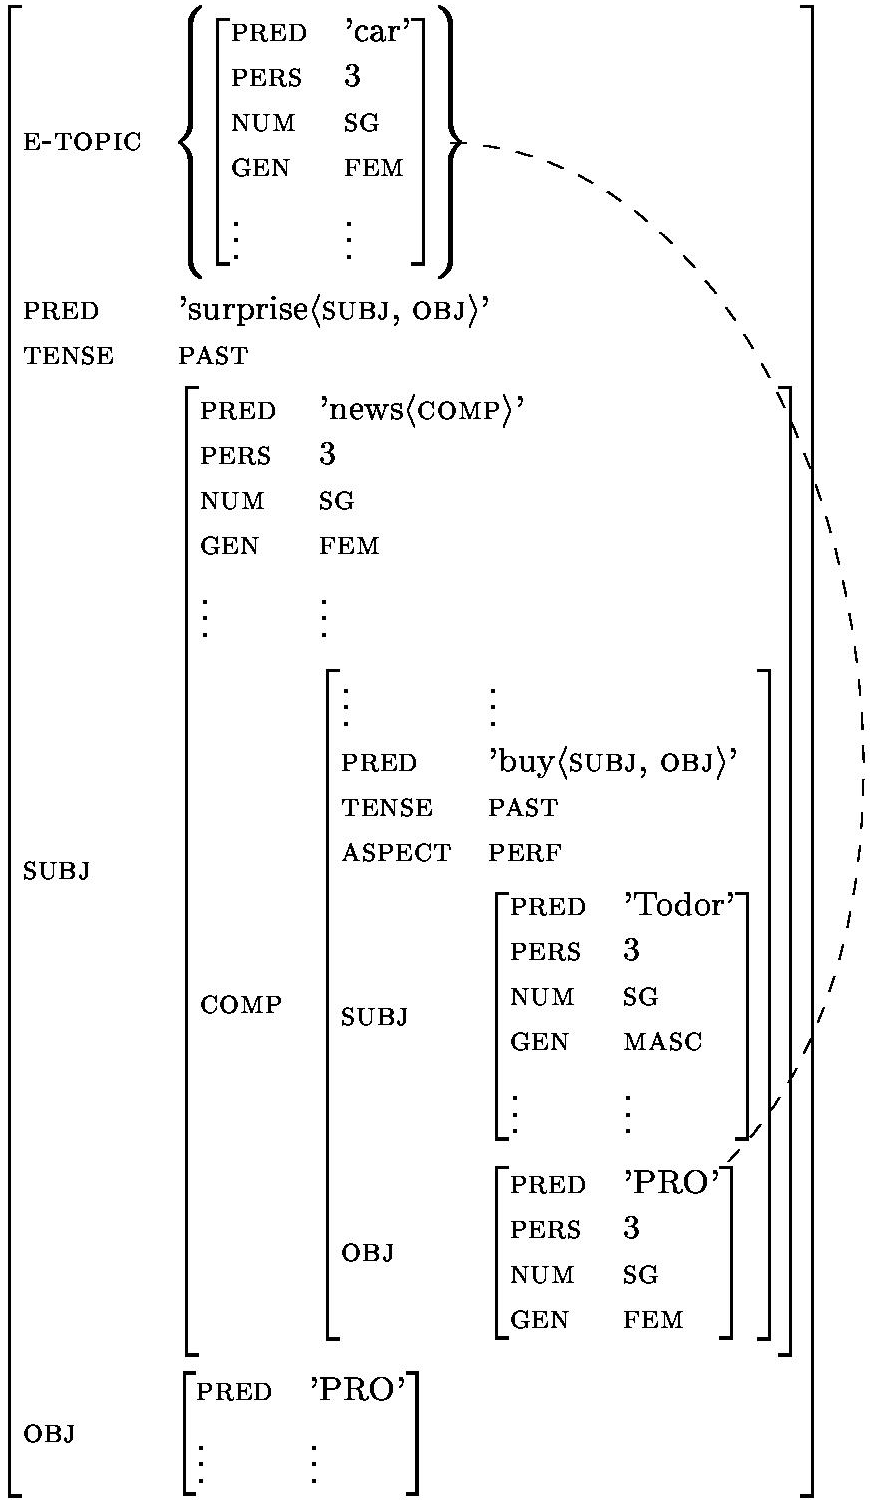 PRED 'car'
PERS 3
NUM SG
E-TOPIC
GEN FEM
⋮ ⋮
PRED 'surprise⟨SUBJ, OBJ⟩'
TENSE PAST
PRED 'news⟨COMP⟩'
PERS 3
NUM SG
GEN FEM
⋮ ⋮
⋮ ⋮
PRED 'buy⟨SUBJ, OBJ⟩'
TENSE PAST
ASPECT PERF
SUBJ
PRED 'Todor'
PERS 3
NUM SG
COMP
SUBJ
GEN MASC
⋮ ⋮
PRED 'PRO'
PERS 3
OBJ
NUM SG
GEN FEM
PRED 'PRO'
OBJ
⋮ ⋮